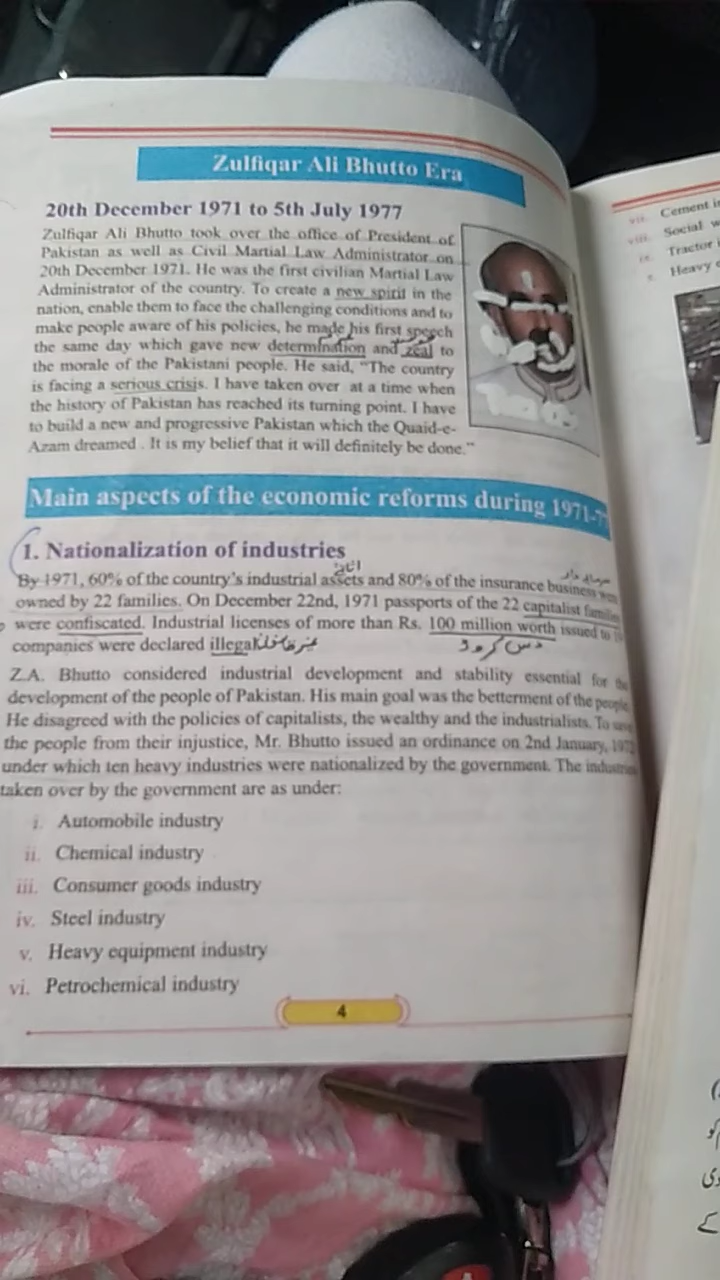 Zulfiqar Ali Bhutto Era
20th December 1971 to 5th July 1977
Zulfiqar Ali Bhutto took over the office of President of
Pakistan as well as Civil Martial Law Administrator on
20th December 1971. He was the first civilian Martial Law
Administrator of the country. To create a new spirit in the
nation, enable them to face the challenging conditions and to
make people aware of his policies, he made his first speech
the same day which gave new determination and zeal to
the morale of the Pakistani people. He said, "The country
is facing a serious crisis. I have taken over at a time when
the history of Pakistan has reached its turning point. I have
to build a new and progressive Pakistan which the Quaid-e-
Azam dreamed . It is my belief that it will definitely be done."
Main aspects of the economic reforms during 1971-
1. Nationalization of industries
اثاثے
سرمایہ دار
By 1971, 60% of the country's industrial assets and 80% of the insurance business were
owned by 22 families. On December 22nd, 1971 passports of the 22 capitalist families
were confiscated. Industrial licenses of more than Rs. 100 million worth issued to
companies were declared illegal
دس کروڑ
Z.A. Bhutto considered industrial development and stability essential for the
development of the people of Pakistan. His main goal was the betterment of the people
He disagreed with the policies of capitalists, the wealthy and the industrialists. To save
the people from their injustice, Mr. Bhutto issued an ordinance on 2nd January, 1972
under which ten heavy industries were nationalized by the government. The industries
taken over by the government are as under:
i. Automobile industry
ii. Chemical industry
iii. Consumer goods industry
iv. Steel industry
v. Heavy equipment industry
vi. Petrochemical industry
4
vii. Cement
viii. Social
ix. Tractor
x. Heavy
کے